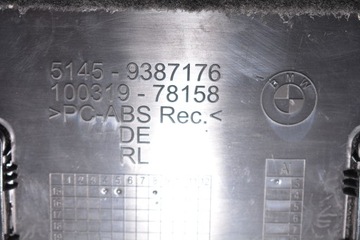 5145 - 9387176
100319 - 78158
>PC-ABS Rec.<
DE
RL
BMW
A